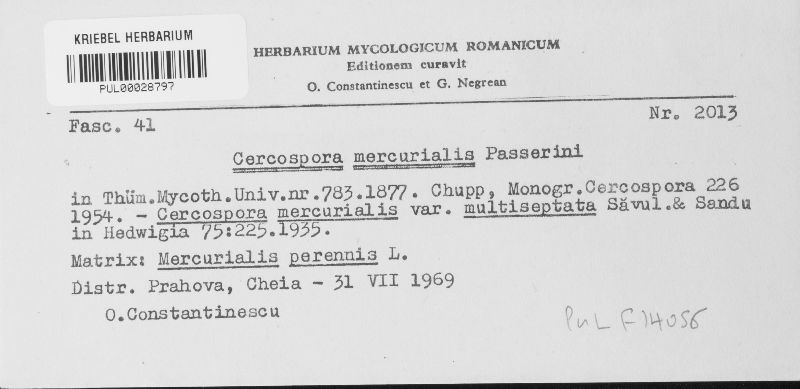 KRIEBEL HERBARIUM
PUL00028797
HERBARIUM MYCOLOGICUM ROMANICUM
Editionem curavit
O. Constantinescu et G. Negrean
Fasc. 41
Nr. 2013
Cercospora mercurialis Passerini
in Thüm.Mycoth.Univ.nr.783.1877. Chupp, Monogr.Cercospora 226
1954. - Cercospora mercurialis var. multiseptata Săvul.& Sandu
in Hedwigia 75:225.1935.
Matrix: Mercurialis perennis L.
Distr. Prahova, Cheia - 31 VII 1969
O.Constantinescu
PUL F14056